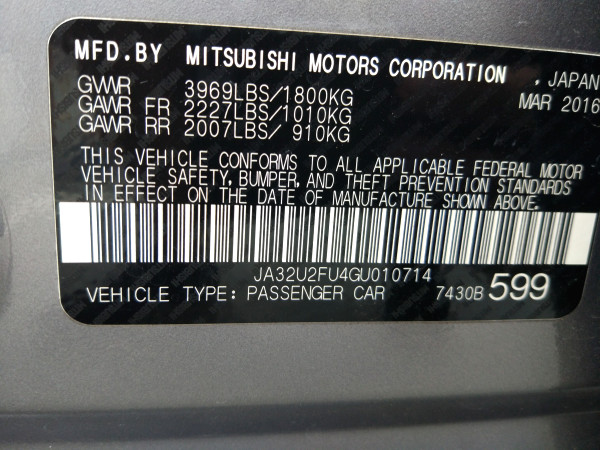 MFD.BY MITSUBISHI MOTORS CORPORATION , JAPAN
GVWR 3969LBS/1800KG MAR 2016
GAWR FR 2227LBS/1010KG
GAWR RR 2007LBS/ 910KG
THIS VEHICLE CONFORMS TO ALL APPLICABLE FEDERAL MOTOR
VEHICLE SAFETY, BUMPER, AND THEFT PREVENTION STANDARDS
IN EFFECT ON THE DATE OF MANUFACTURE SHOWN ABOVE.
JA32U2FU4GU010714
VEHICLE TYPE: PASSENGER CAR 7430B 599